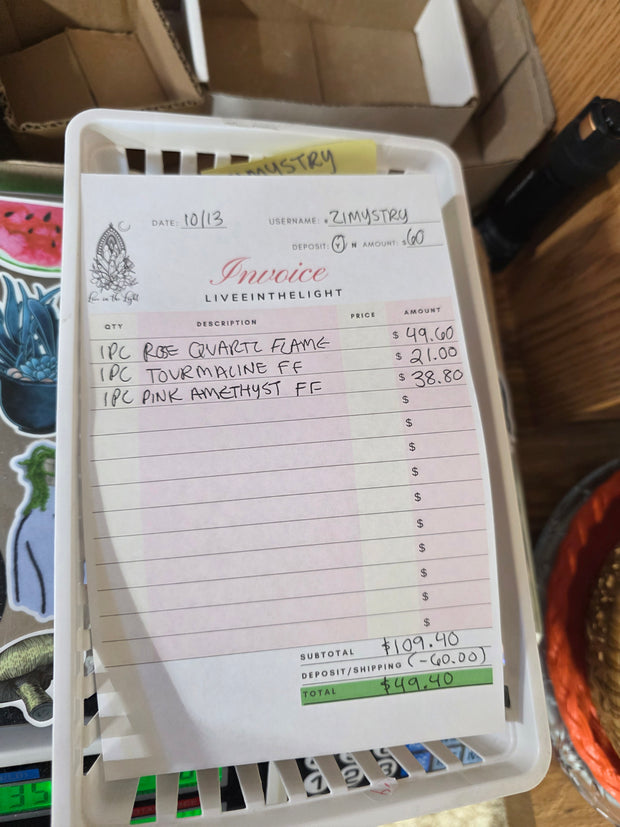 ZIMYSTRY
DATE: 10/13 USERNAME: ZIMYSTRY
DEPOSIT: Y N AMOUNT: $60
Live in the Light
Invoice
LIVEEINTHELIGHT
QTY DESCRIPTION PRICE AMOUNT
1PC ROSE QUARTZ FLAME $ 49.60
1PC TOURMALINE FF $ 21.00
1PC PINK AMETHYST FF $ 38.80
$
$
$
$
$
$
$
$
$
$
SUBTOTAL $109.40
DEPOSIT/SHIPPING (-60.00)
TOTAL $49.40
35